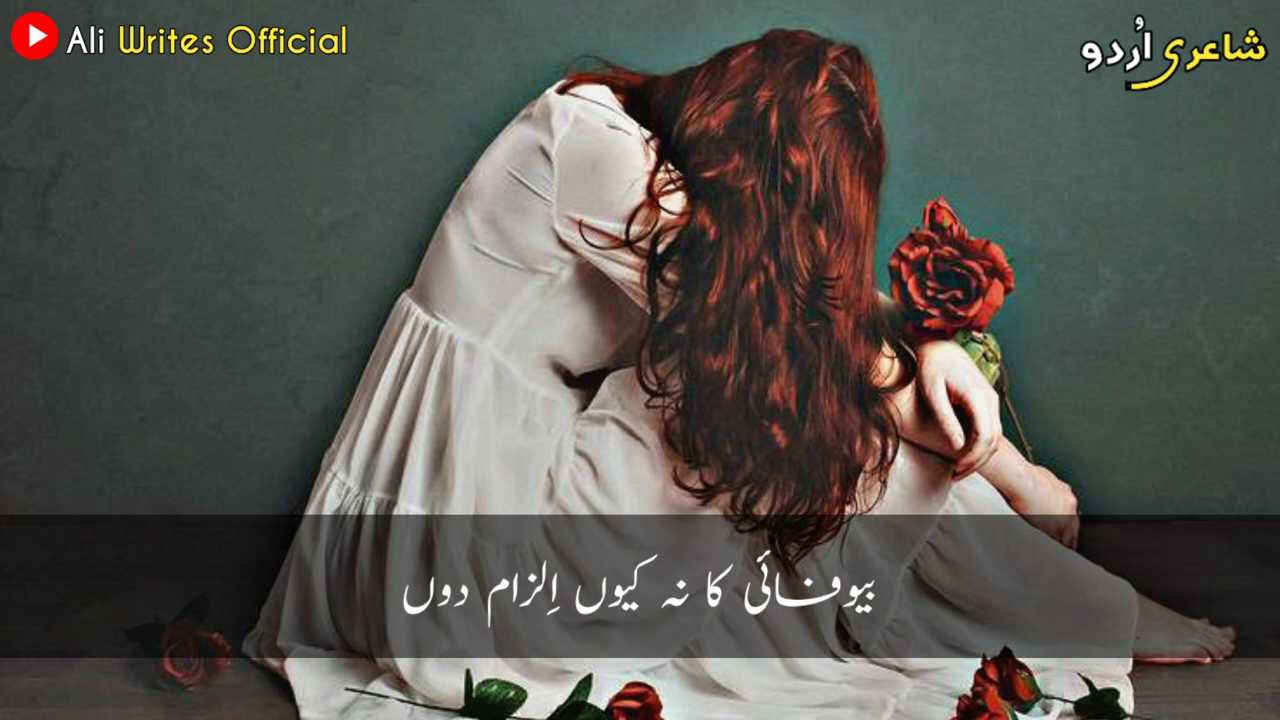 Ali Writes Official
شاعری اُردو
بیوفائی کا نہ کیوں اِلزام دوں